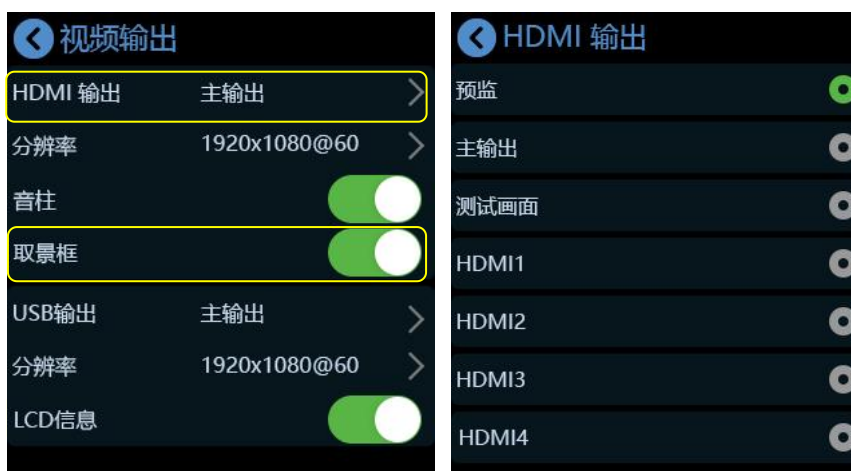 视频输出
HDMI 输出 主输出
分辨率 1920x1080@60
音柱
取景框
USB输出 主输出
分辨率 1920x1080@60
LCD信息
HDMI 输出
预监
主输出
测试画面
HDMI1
HDMI2
HDMI3
HDMI4